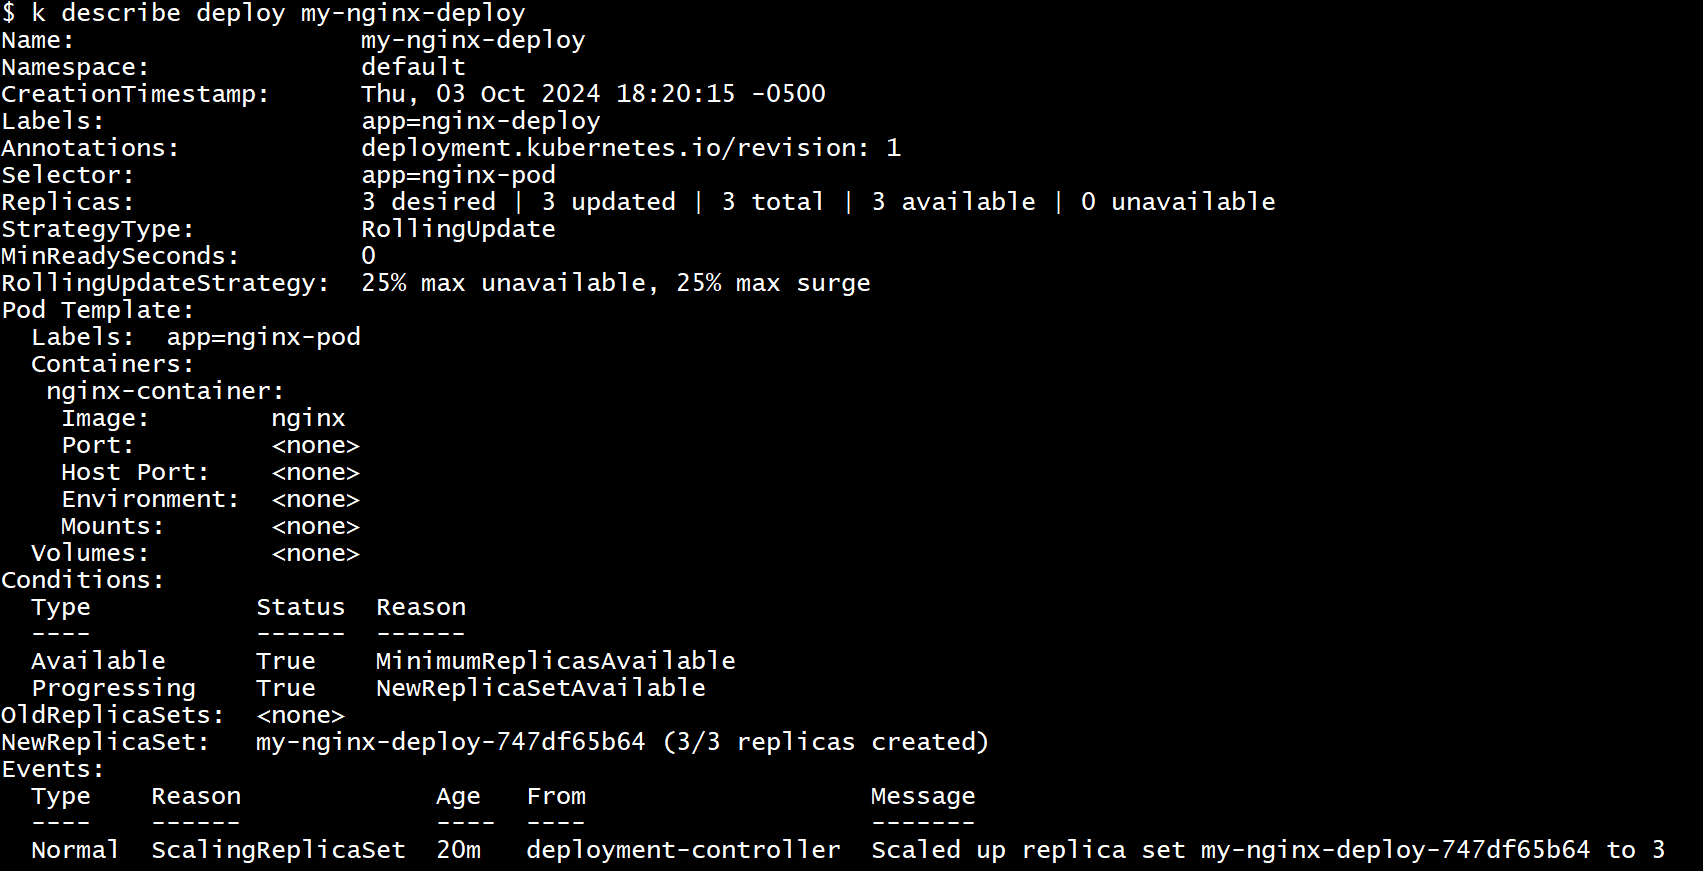 $ k describe deploy my-nginx-deploy
Name:                   my-nginx-deploy
Namespace:              default
CreationTimestamp:      Thu, 03 Oct 2024 18:20:15 -0500
Labels:                 app=nginx-deploy
Annotations:            deployment.kubernetes.io/revision: 1
Selector:               app=nginx-pod
Replicas:               3 desired | 3 updated | 3 total | 3 available | 0 unavailable
StrategyType:           RollingUpdate
MinReadySeconds:        0
RollingUpdateStrategy:  25% max unavailable, 25% max surge
Pod Template:
  Labels:  app=nginx-pod
  Containers:
   nginx-container:
    Image:        nginx
    Port:         <none>
    Host Port:    <none>
    Environment:  <none>
    Mounts:       <none>
  Volumes:        <none>
Conditions:
  Type           Status  Reason
  ----           ------  ------
  Available      True    MinimumReplicasAvailable
  Progressing    True    NewReplicaSetAvailable
OldReplicaSets:  <none>
NewReplicaSet:   my-nginx-deploy-747df65b64 (3/3 replicas created)
Events:
  Type    Reason             Age   From                   Message
  ----    ------             ----  ----                   -------
  Normal  ScalingReplicaSet  20m   deployment-controller  Scaled up replica set my-nginx-deploy-747df65b64 to 3